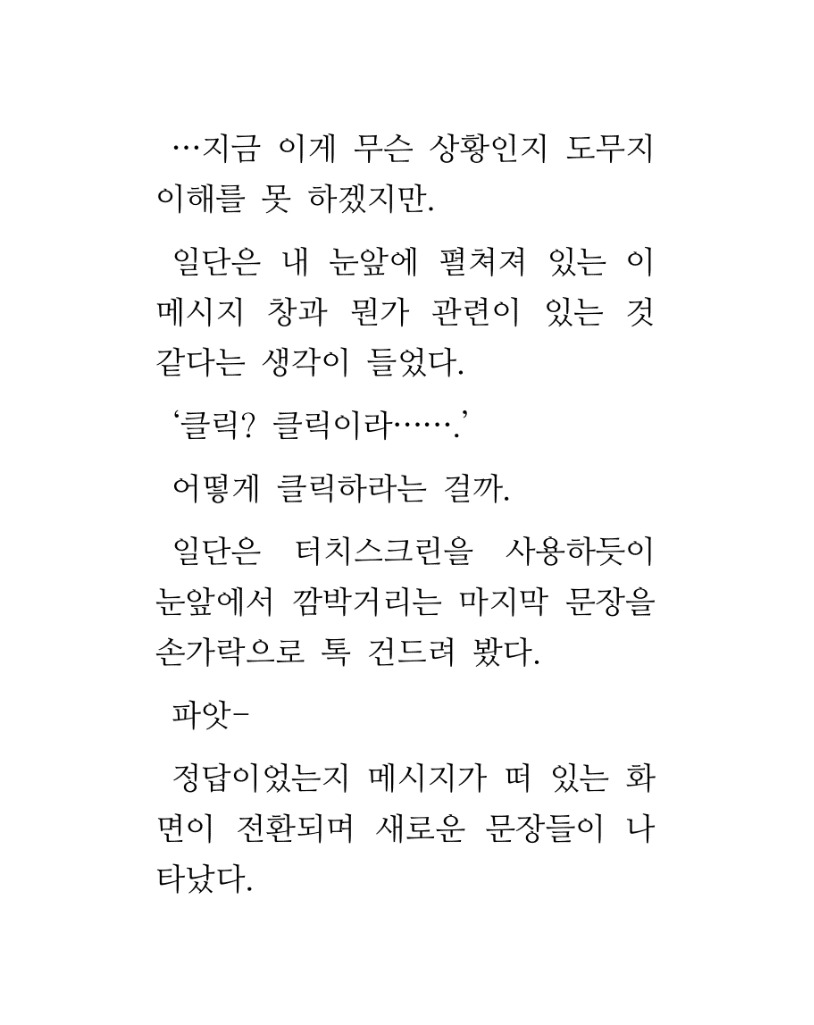 …지금 이게 무슨 상황인지 도무지
이해를 못 하겠지만.
일단은 내 눈앞에 펼쳐져 있는 이
메시지 창과 뭔가 관련이 있는 것
같다는 생각이 들었다.
‘클릭? 클릭이라…….’
어떻게 클릭하라는 걸까.
일단은 터치스크린을 사용하듯이
눈앞에서 깜박거리는 마지막 문장을
손가락으로 톡 건드려 봤다.
파앗-
정답이었는지 메시지가 떠 있는 화
면이 전환되며 새로운 문장들이 나
타났다.